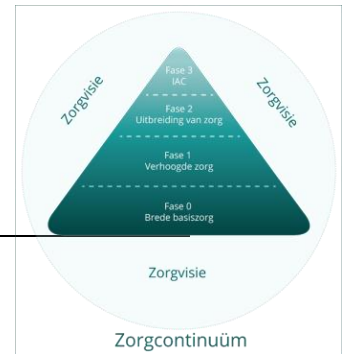 Fase 3
IAC
Fase 2
Uitbreiding van zorg
Fase 1
Verhoogde zorg
Fase 0
Brede basiszorg
Zorgvisie
Zorgvisie
Zorgvisie
Zorgcontinuüm